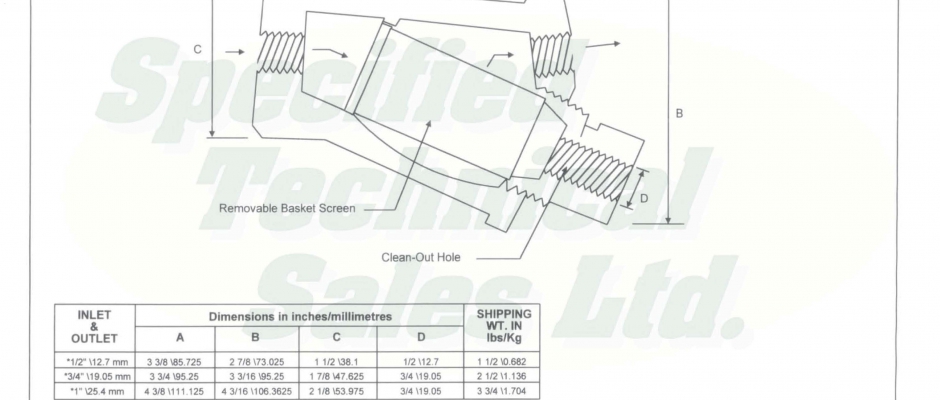 Specified
Technical
Sales Ltd.
C
B
D
Removable Basket Screen
Clean-Out Hole
INLET & OUTLET
Dimensions in inches/millimetres
SHIPPING WT. IN lbs/Kg
A B C D
*1/2" \12.7 mm 3 3/8 \85.725 2 7/8 \73.025 1 1/2 \38.1 1/2 \12.7 1 1/2 \0.682
*3/4" \19.05 mm 3 3/4 \95.25 3 3/16 \95.25 1 7/8 \47.625 3/4 \19.05 2 1/2 \1.136
*1" \25.4 mm 4 3/8 \111.125 4 3/16 \106.3625 2 1/8 \53.975 3/4 \19.05 3 3/4 \1.704